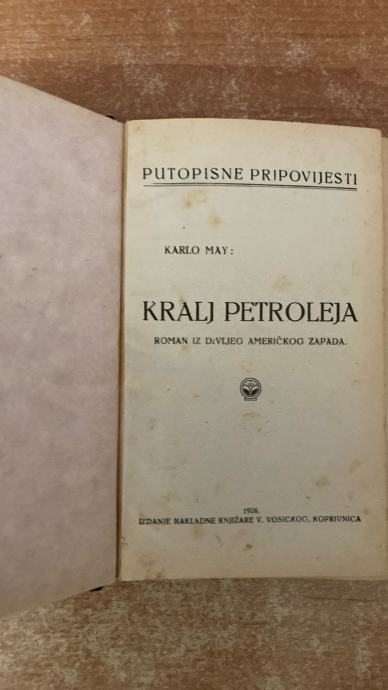 PUTOPISNE PRIPOVIJESTI
KARLO MAY:
KRALJ PETROLEJA
ROMAN IZ DIVLJEG AMERIČKOG ZAPADA.
1926.
IZDANJE NAKLADNE KNJIŽARE V. VOSICKOG, KOPRIVNICA